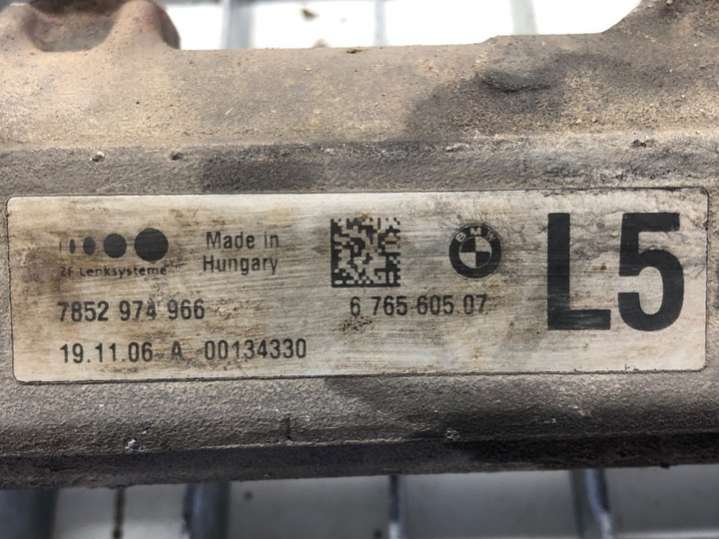 ZF Lenksysteme
Made in
Hungary
BMW
7852 974 966
6 765 605.07
19.11.06 A 00134330
L5